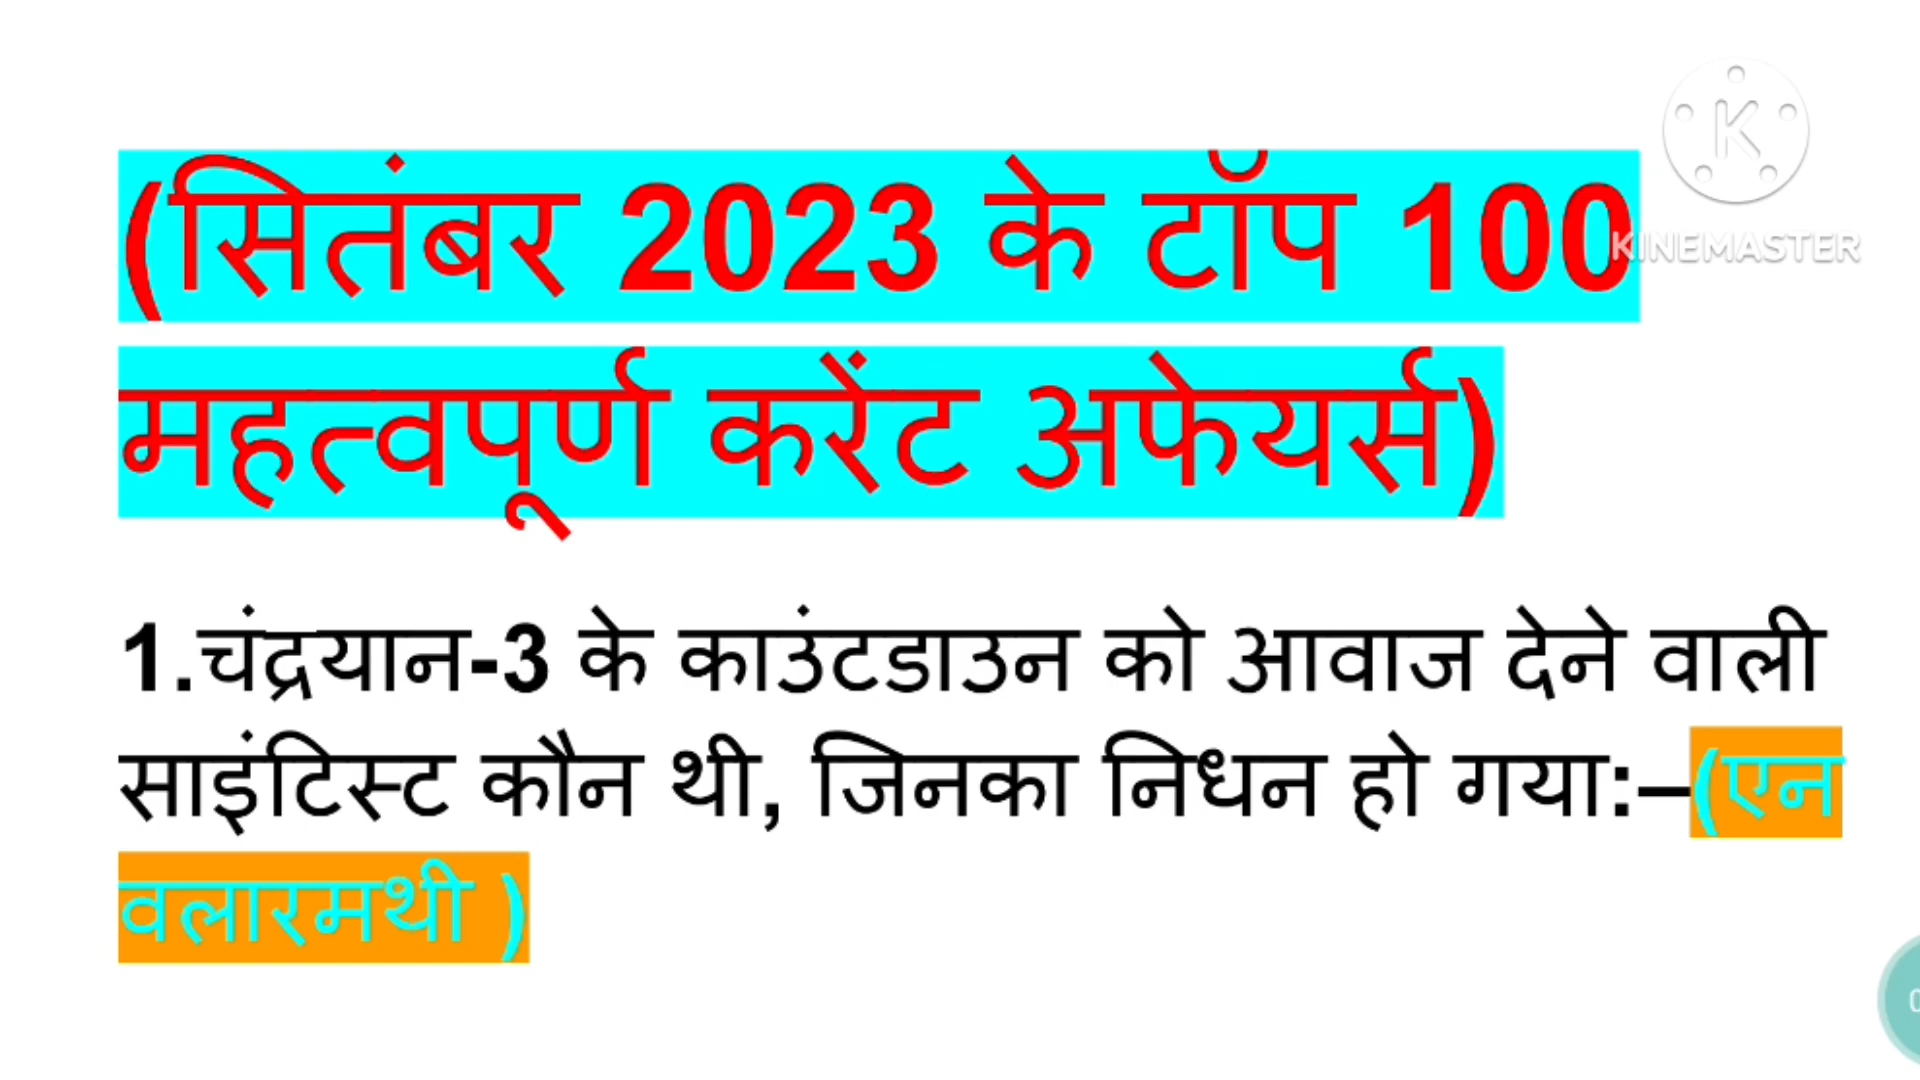 (सितंबर 2023 के टॉप 100
महत्वपूर्ण करेंट अफेयर्स)
1.चंद्रयान-3 के काउंटडाउन को आवाज देने वाली
साइंटिस्ट कौन थी, जिनका निधन हो गया:–(एन
वलारमथी )
K
KINEMASTER